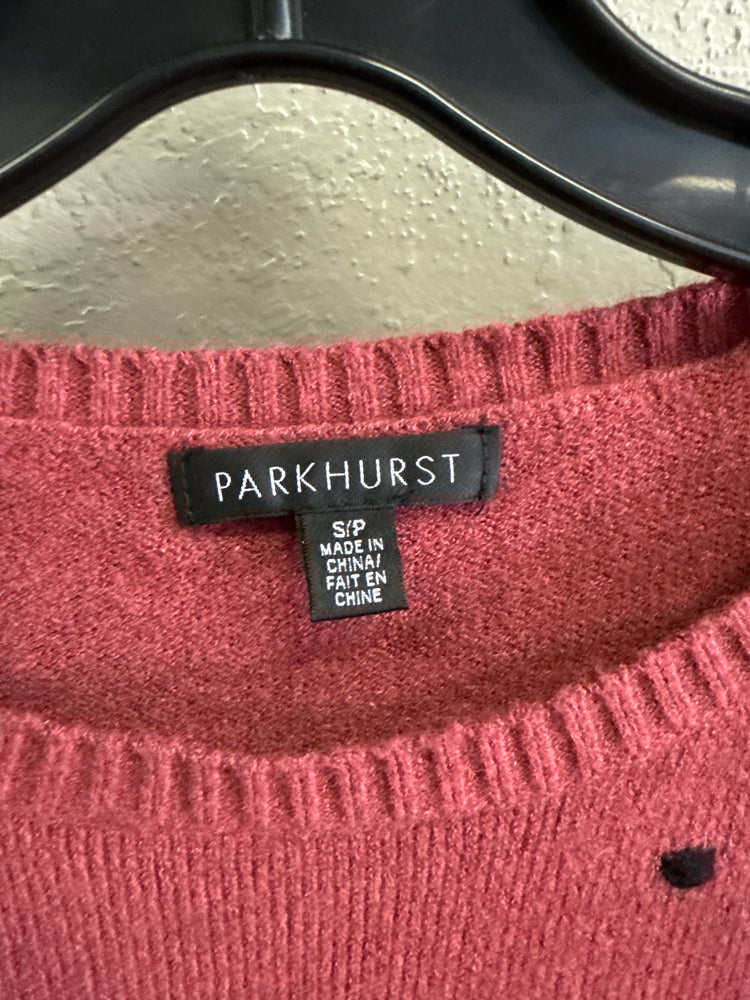 PARKHURST
S/P
MADE IN
CHINA/
FAIT EN
CHINE